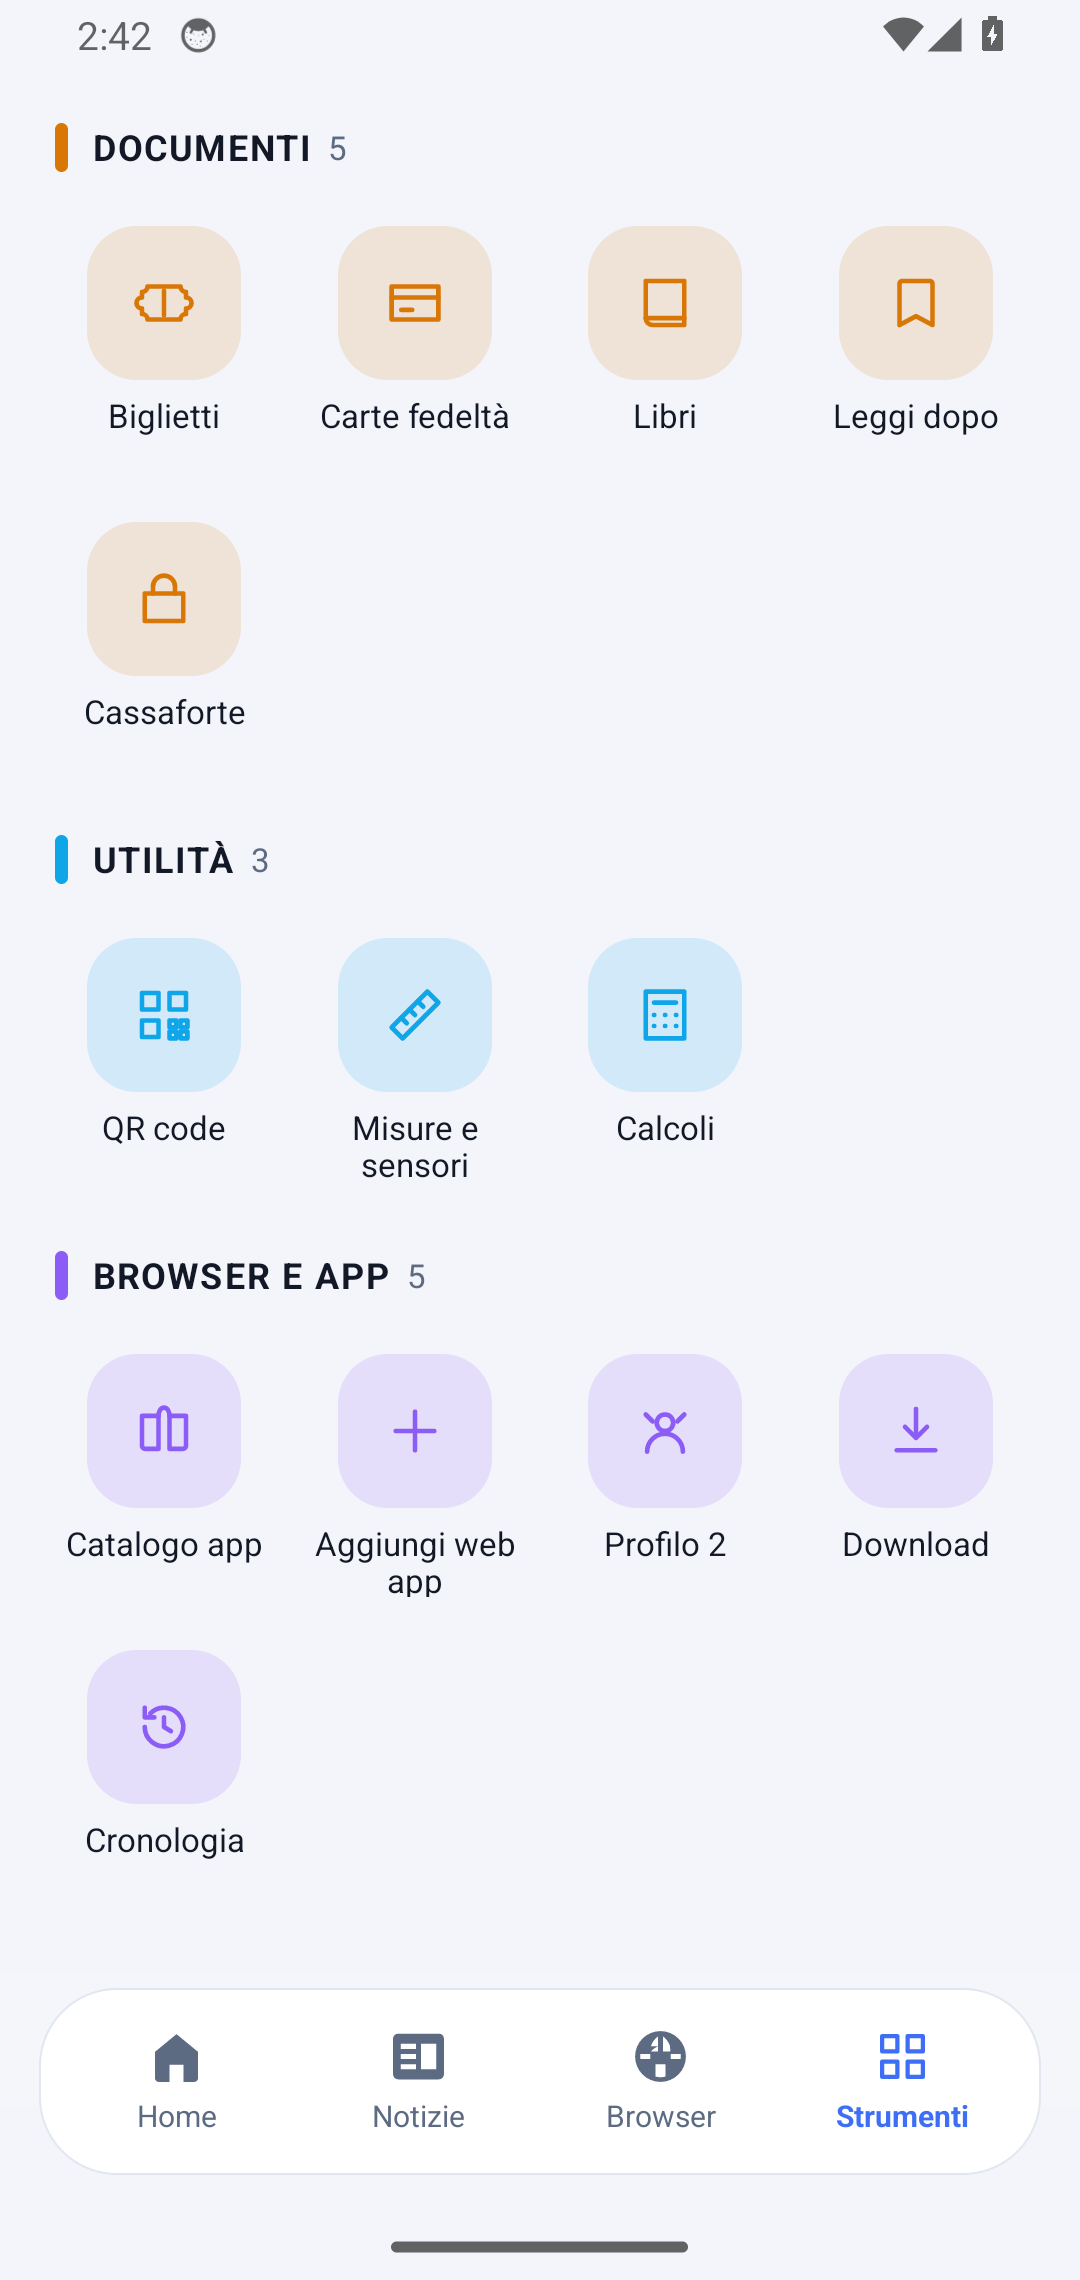 2:42
DOCUMENTI 5
Biglietti
Carte fedeltà
Libri
Leggi dopo
Cassaforte
UTILITÀ 3
QR code
Misure e
sensori
Calcoli
BROWSER E APP 5
Catalogo app
Aggiungi web
app
Profilo 2
Download
Cronologia
Home
Notizie
Browser
Strumenti